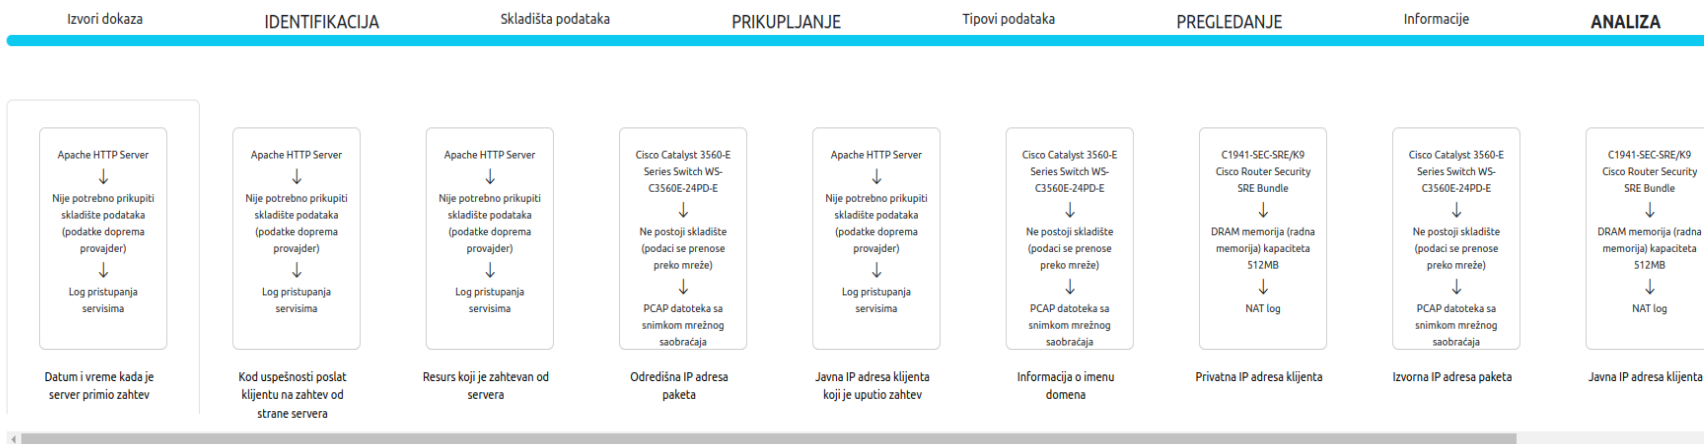 Izvori dokaza
IDENTIFIKACIJA
Skladišta podataka
PRIKUPLJANJE
Tipovi podataka
PREGLEDANJE
Informacije
ANALIZA
Apache HTTP Server
Nije potrebno prikupiti
skladište podataka
(podatke doprema
provajder)
Log pristupanja
servisima
Datum i vreme kada je
server primio zahtev
Apache HTTP Server
Nije potrebno prikupiti
skladište podataka
(podatke doprema
provajder)
Log pristupanja
servisima
Kod uspešnosti poslat
klijentu na zahtev od
strane servera
Apache HTTP Server
Nije potrebno prikupiti
skladište podataka
(podatke doprema
provajder)
Log pristupanja
servisima
Resurs koji je zahtevan od
servera
Cisco Catalyst 3560-E
Series Switch WS-
C3560E-24PD-E
Ne postoji skladište
(podaci se prenose
preko mreže)
PCAP datoteka sa
snimkom mrežnog
saobraćaja
Odredišna IP adresa
paketa
Apache HTTP Server
Nije potrebno prikupiti
skladište podataka
(podatke doprema
provajder)
Log pristupanja
servisima
Javna IP adresa klijenta
koji je uputio zahtev
Cisco Catalyst 3560-E
Series Switch WS-
C3560E-24PD-E
Ne postoji skladište
(podaci se prenose
preko mreže)
PCAP datoteka sa
snimkom mrežnog
saobraćaja
Informacija o imenu
domena
C1941-SEC-SRE/K9
Cisco Router Security
SRE Bundle
DRAM memorija (radna
memorija) kapaciteta
512MB
NAT log
Privatna IP adresa klijenta
Cisco Catalyst 3560-E
Series Switch WS-
C3560E-24PD-E
Ne postoji skladište
(podaci se prenose
preko mreže)
PCAP datoteka sa
snimkom mrežnog
saobraćaja
Izvorna IP adresa paketa
C1941-SEC-SRE/K9
Cisco Router Security
SRE Bundle
DRAM memorija (radna
memorija) kapaciteta
512MB
NAT log
Javna IP adresa klijenta